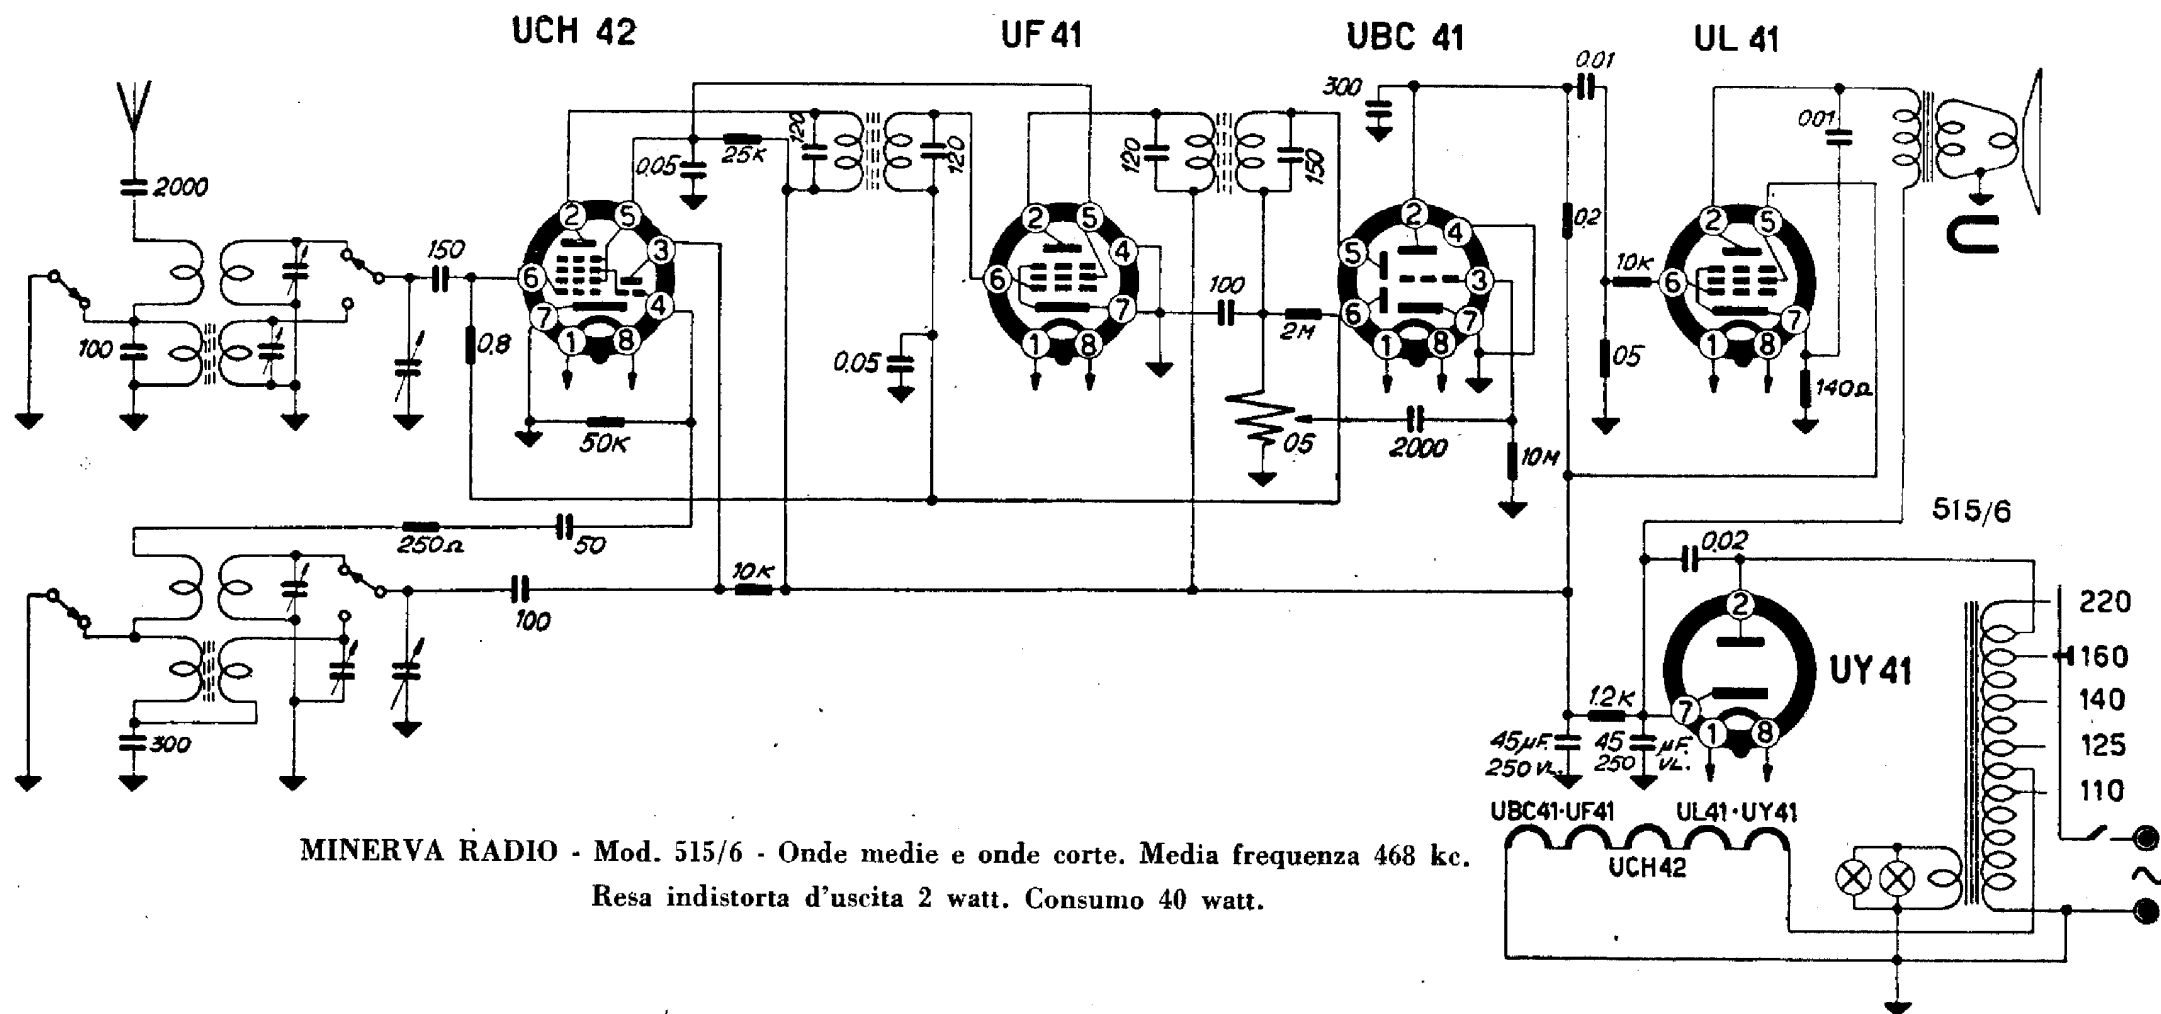 UCH 42
UF 41
UBC 41
UL 41
2000
100
150
0.8
0.05
25K
120
120
2 5 3 6 4 7 1 8
50K
0.05
2 5 4 6 7 1 8
120
150
100
2M
05
300
2 4 5 3 6 7 1 8
2000
10M
0.01
0.2
10K
05
2 5 6 7 1 8
001
140Ω
250Ω
50
100
10K
300
515/6
0.02
2 7 1 8
UY 41
1.2K
45µF.
250 VL.
45 µF.
250 VL.
220
160
140
125
110
UBC41·UF41
UL41·UY41
UCH42
MINERVA RADIO - Mod. 515/6 - Onde medie e onde corte. Media frequenza 468 kc.
Resa indistorta d'uscita 2 watt. Consumo 40 watt.